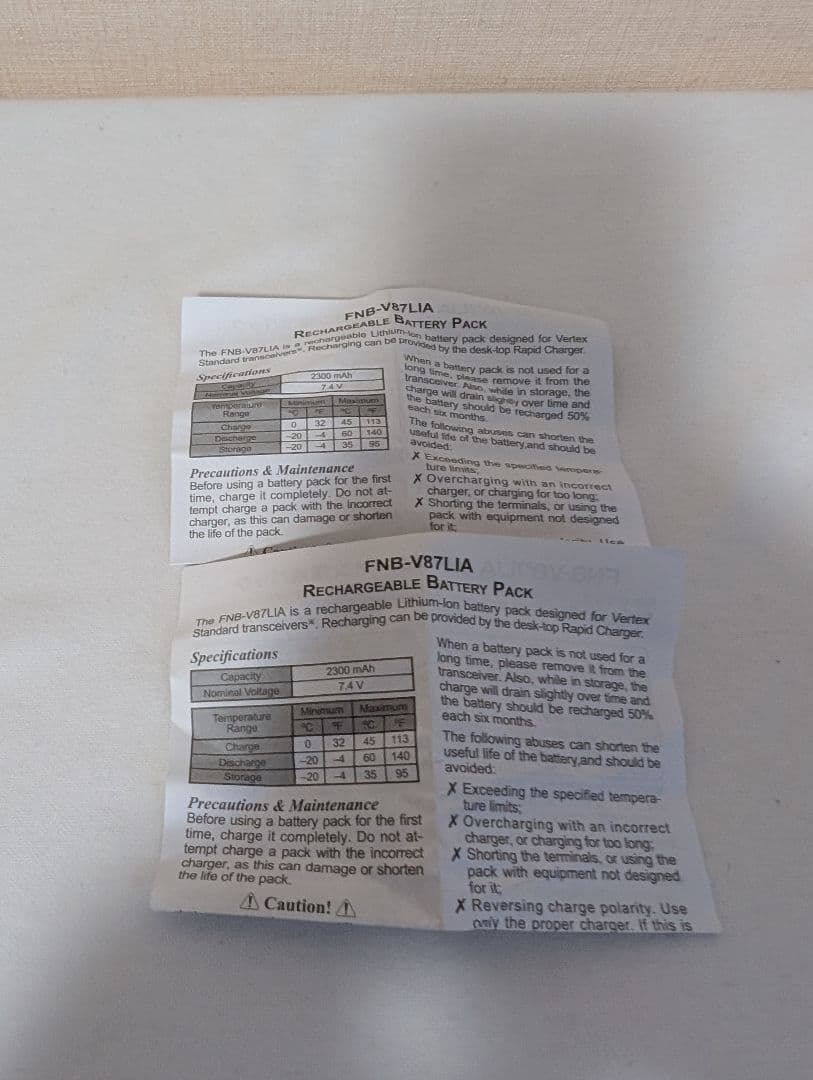 FNB-V87LIA
RECHARGEABLE BATTERY PACK
The FNB-V87LIA is a rechargeable Lithium-Ion battery pack designed for Vertex
Standard transceivers*. Recharging can be provided by the desk-top Rapid Charger.
Specifications
Capacity 2300 mAh
Nominal Voltage 7.4 V
Temperature Range Minimum Maximum
°C °F °C °F
Charge 0 32 45 113
Discharge -20 -4 60 140
Storage -20 -4 35 95
Precautions & Maintenance
Before using a battery pack for the first
time, charge it completely. Do not at-
tempt charge a pack with the incorrect
charger, as this can damage or shorten
the life of the pack.
When a battery pack is not used for a
long time, please remove it from the
transceiver. Also, while in storage, the
charge will drain slightly over time and
the battery should be recharged 50%
each six months.
The following abuses can shorten the
useful life of the battery,and should be
avoided:
✗ Exceeding the specified tempera-
ture limits;
✗ Overcharging with an incorrect
charger, or charging for too long;
✗ Shorting the terminals, or using the
pack with equipment not designed
for it;
FNB-V87LIA
RECHARGEABLE BATTERY PACK
The FNB-V87LIA is a rechargeable Lithium-Ion battery pack designed for Vertex
Standard transceivers*. Recharging can be provided by the desk-top Rapid Charger.
Specifications
Capacity 2300 mAh
Nominal Voltage 7.4 V
Temperature Range Minimum Maximum
°C °F °C °F
Charge 0 32 45 113
Discharge -20 -4 60 140
Storage -20 -4 35 95
Precautions & Maintenance
Before using a battery pack for the first
time, charge it completely. Do not at-
tempt charge a pack with the incorrect
charger, as this can damage or shorten
the life of the pack.
⚠ Caution! ⚠
When a battery pack is not used for a
long time, please remove it from the
transceiver. Also, while in storage, the
charge will drain slightly over time and
the battery should be recharged 50%
each six months.
The following abuses can shorten the
useful life of the battery,and should be
avoided:
✗ Exceeding the specified tempera-
ture limits;
✗ Overcharging with an incorrect
charger, or charging for too long;
✗ Shorting the terminals, or using the
pack with equipment not designed
for it;
✗ Reversing charge polarity. Use
only the proper charger. If this is